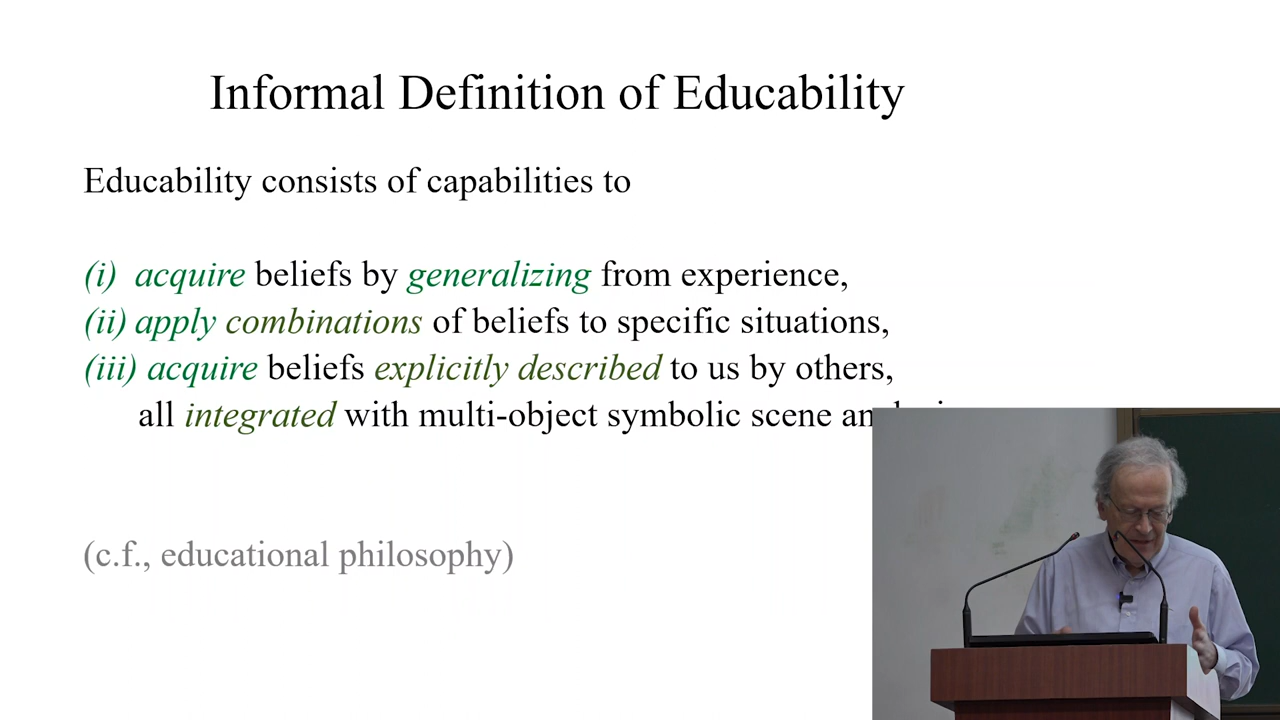 Informal Definition of Educability
Educability consists of capabilities to
(i) acquire beliefs by generalizing from experience,
(ii) apply combinations of beliefs to specific situations,
(iii) acquire beliefs explicitly described to us by others,
all integrated with multi-object symbolic scene
(c.f., educational philosophy)